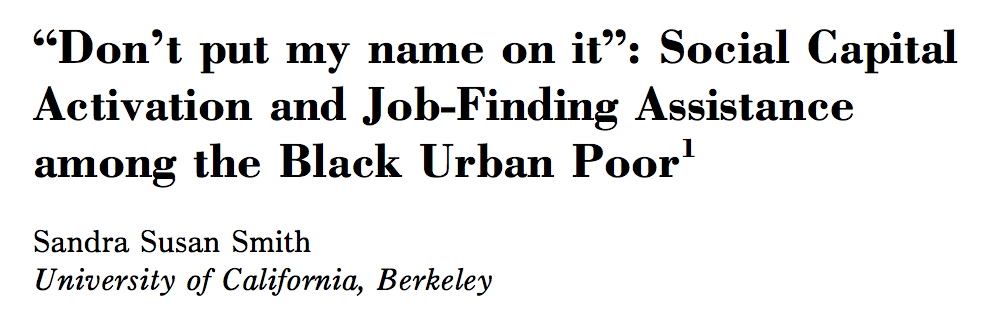 “Don’t put my name on it”: Social Capital
Activation and Job-Finding Assistance
among the Black Urban Poor¹
Sandra Susan Smith
University of California, Berkeley